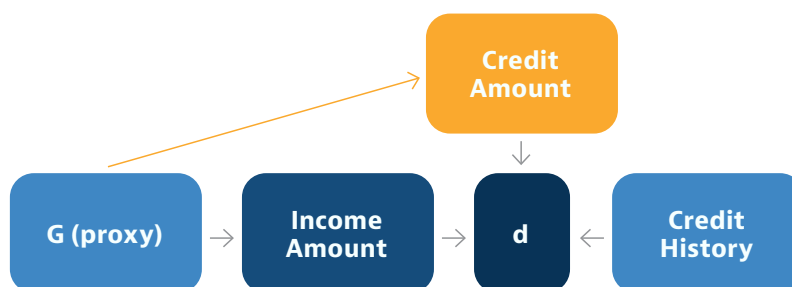 Credit
Amount
G (proxy)
Income
Amount
d
Credit
History